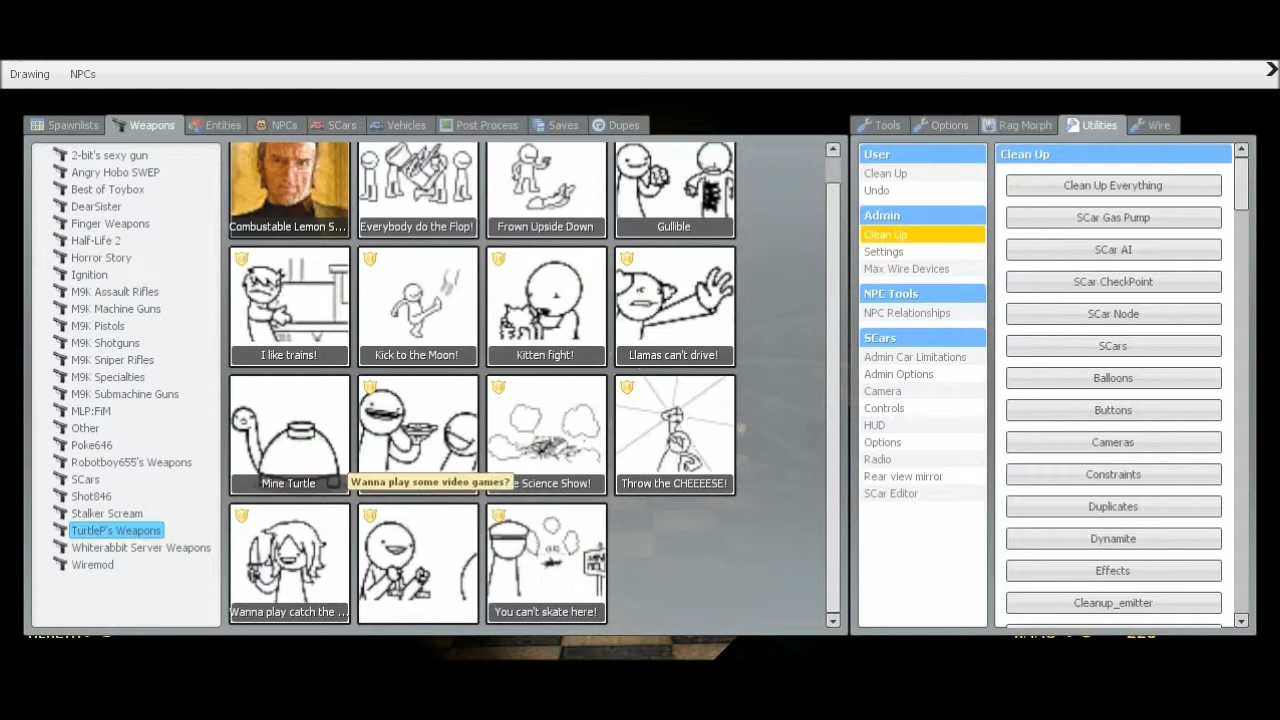 Drawing
NPCs
Spawnlists
Weapons
Entities
NPCs
SCars
Vehicles
Post Process
Saves
Dupes
Tools
Options
Rag Morph
Utilities
Wire
2-bit's sexy gun
Angry Hobo SWEP
Best of Toybox
DearSister
Finger Weapons
Half-Life 2
Horror Story
Ignition
M9K Assault Rifles
M9K Machine Guns
M9K Pistols
M9K Shotguns
M9K Sniper Rifles
M9K Specialties
M9K Submachine Guns
MLP:FiM
Other
Poke646
Robotboy655's Weapons
SCars
Shot846
Stalker Scream
TurtleP's Weapons
Whiterabbit Server Weapons
Wiremod
Combustable Lemon S...
Everybody do the Flop!
Frown Upside Down
Gullible
I like trains!
Kick to the Moon!
Kitten fight!
Llamas can't drive!
Mine Turtle
Wanna play some video games?
e Science Show!
Throw the CHEEEESE!
Wanna play catch the ...
You can't skate here!
User
Clean Up
Undo
Admin
Clean Up
Settings
Max Wire Devices
NPC Tools
NPC Relationships
SCars
Admin Car Limitations
Admin Options
Camera
Controls
HUD
Options
Radio
Rear view mirror
SCar Editor
Clean Up
Clean Up Everything
SCar Gas Pump
SCar AI
SCar CheckPoint
SCar Node
SCars
Balloons
Buttons
Cameras
Constraints
Duplicates
Dynamite
Effects
Cleanup_emitter